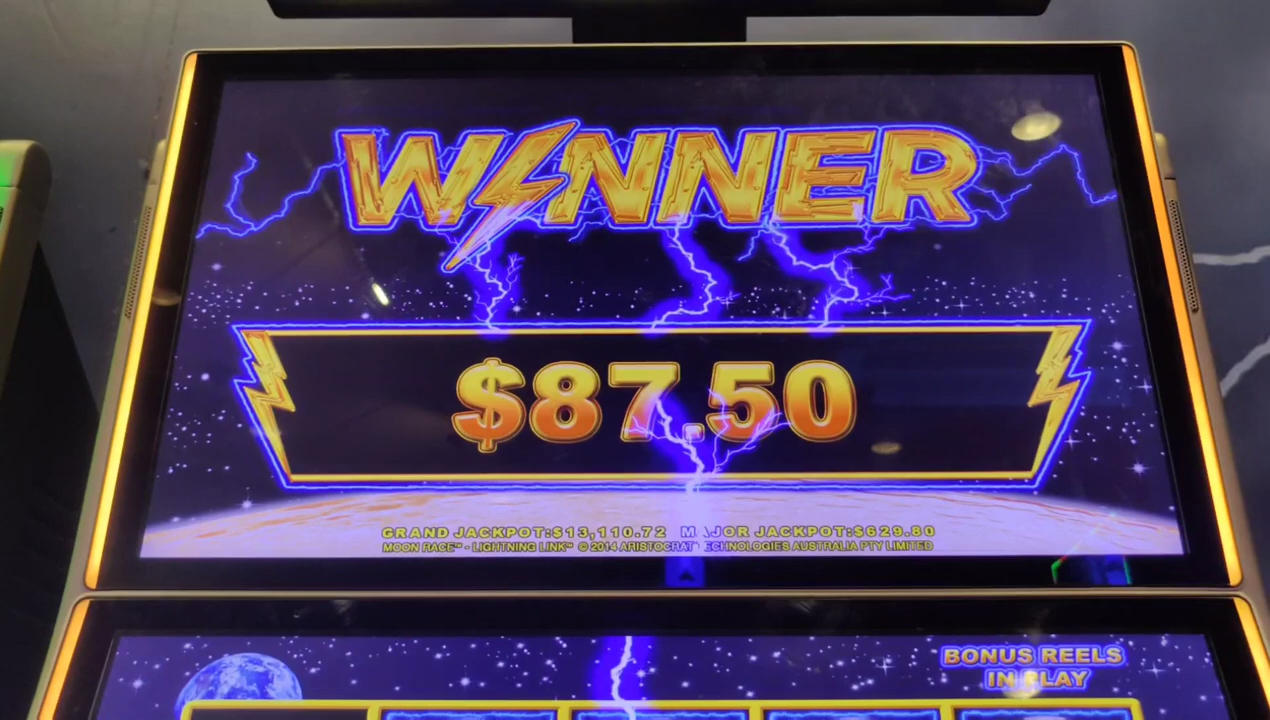 WINNER
$87.50
GRAND JACKPOT:$13,110.72 MAJOR JACKPOT:$629.80
MOON RACE™ - LIGHTNING LINK™ © 2014 ARISTOCRAT TECHNOLOGIES AUSTRALIA PTY LIMITED
BONUS REELS
IN PLAY